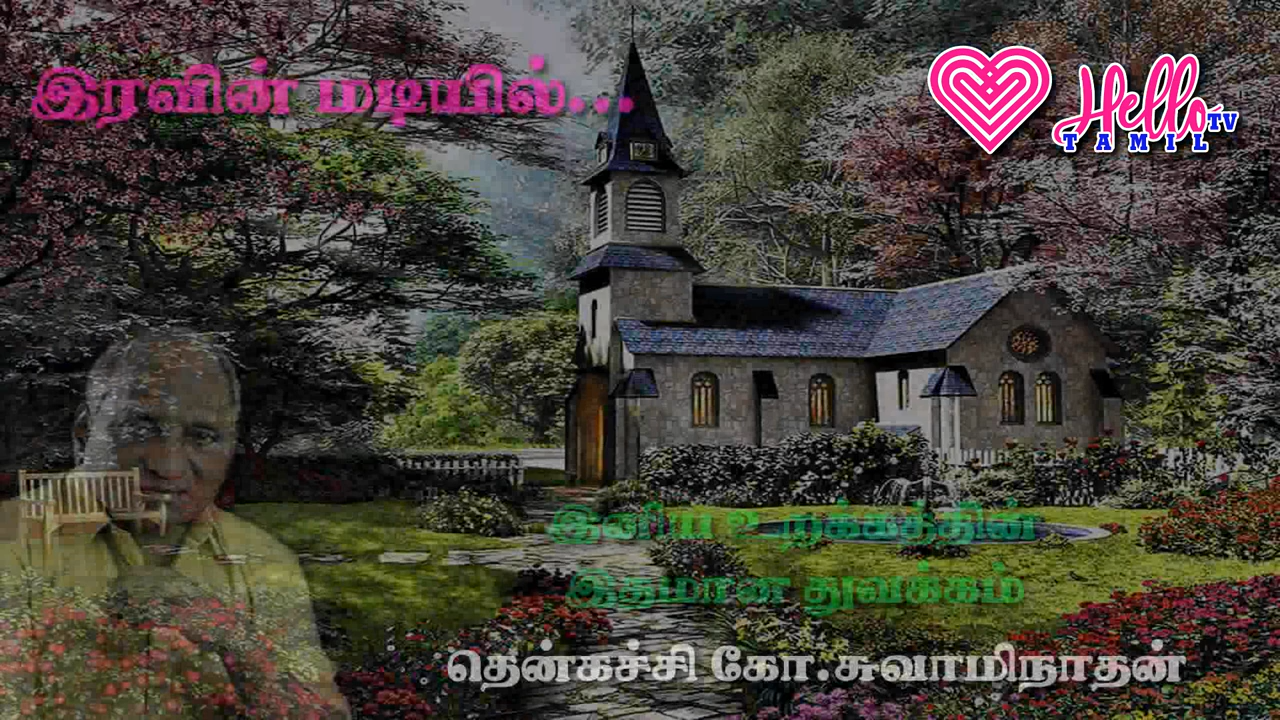 இரவின் மடியில்...
Hello
TV
TAMIL
இனிய உறக்கத்தின்
இதமான துவக்கம்
தென்கச்சி கோ.சுவாமிநாதன்